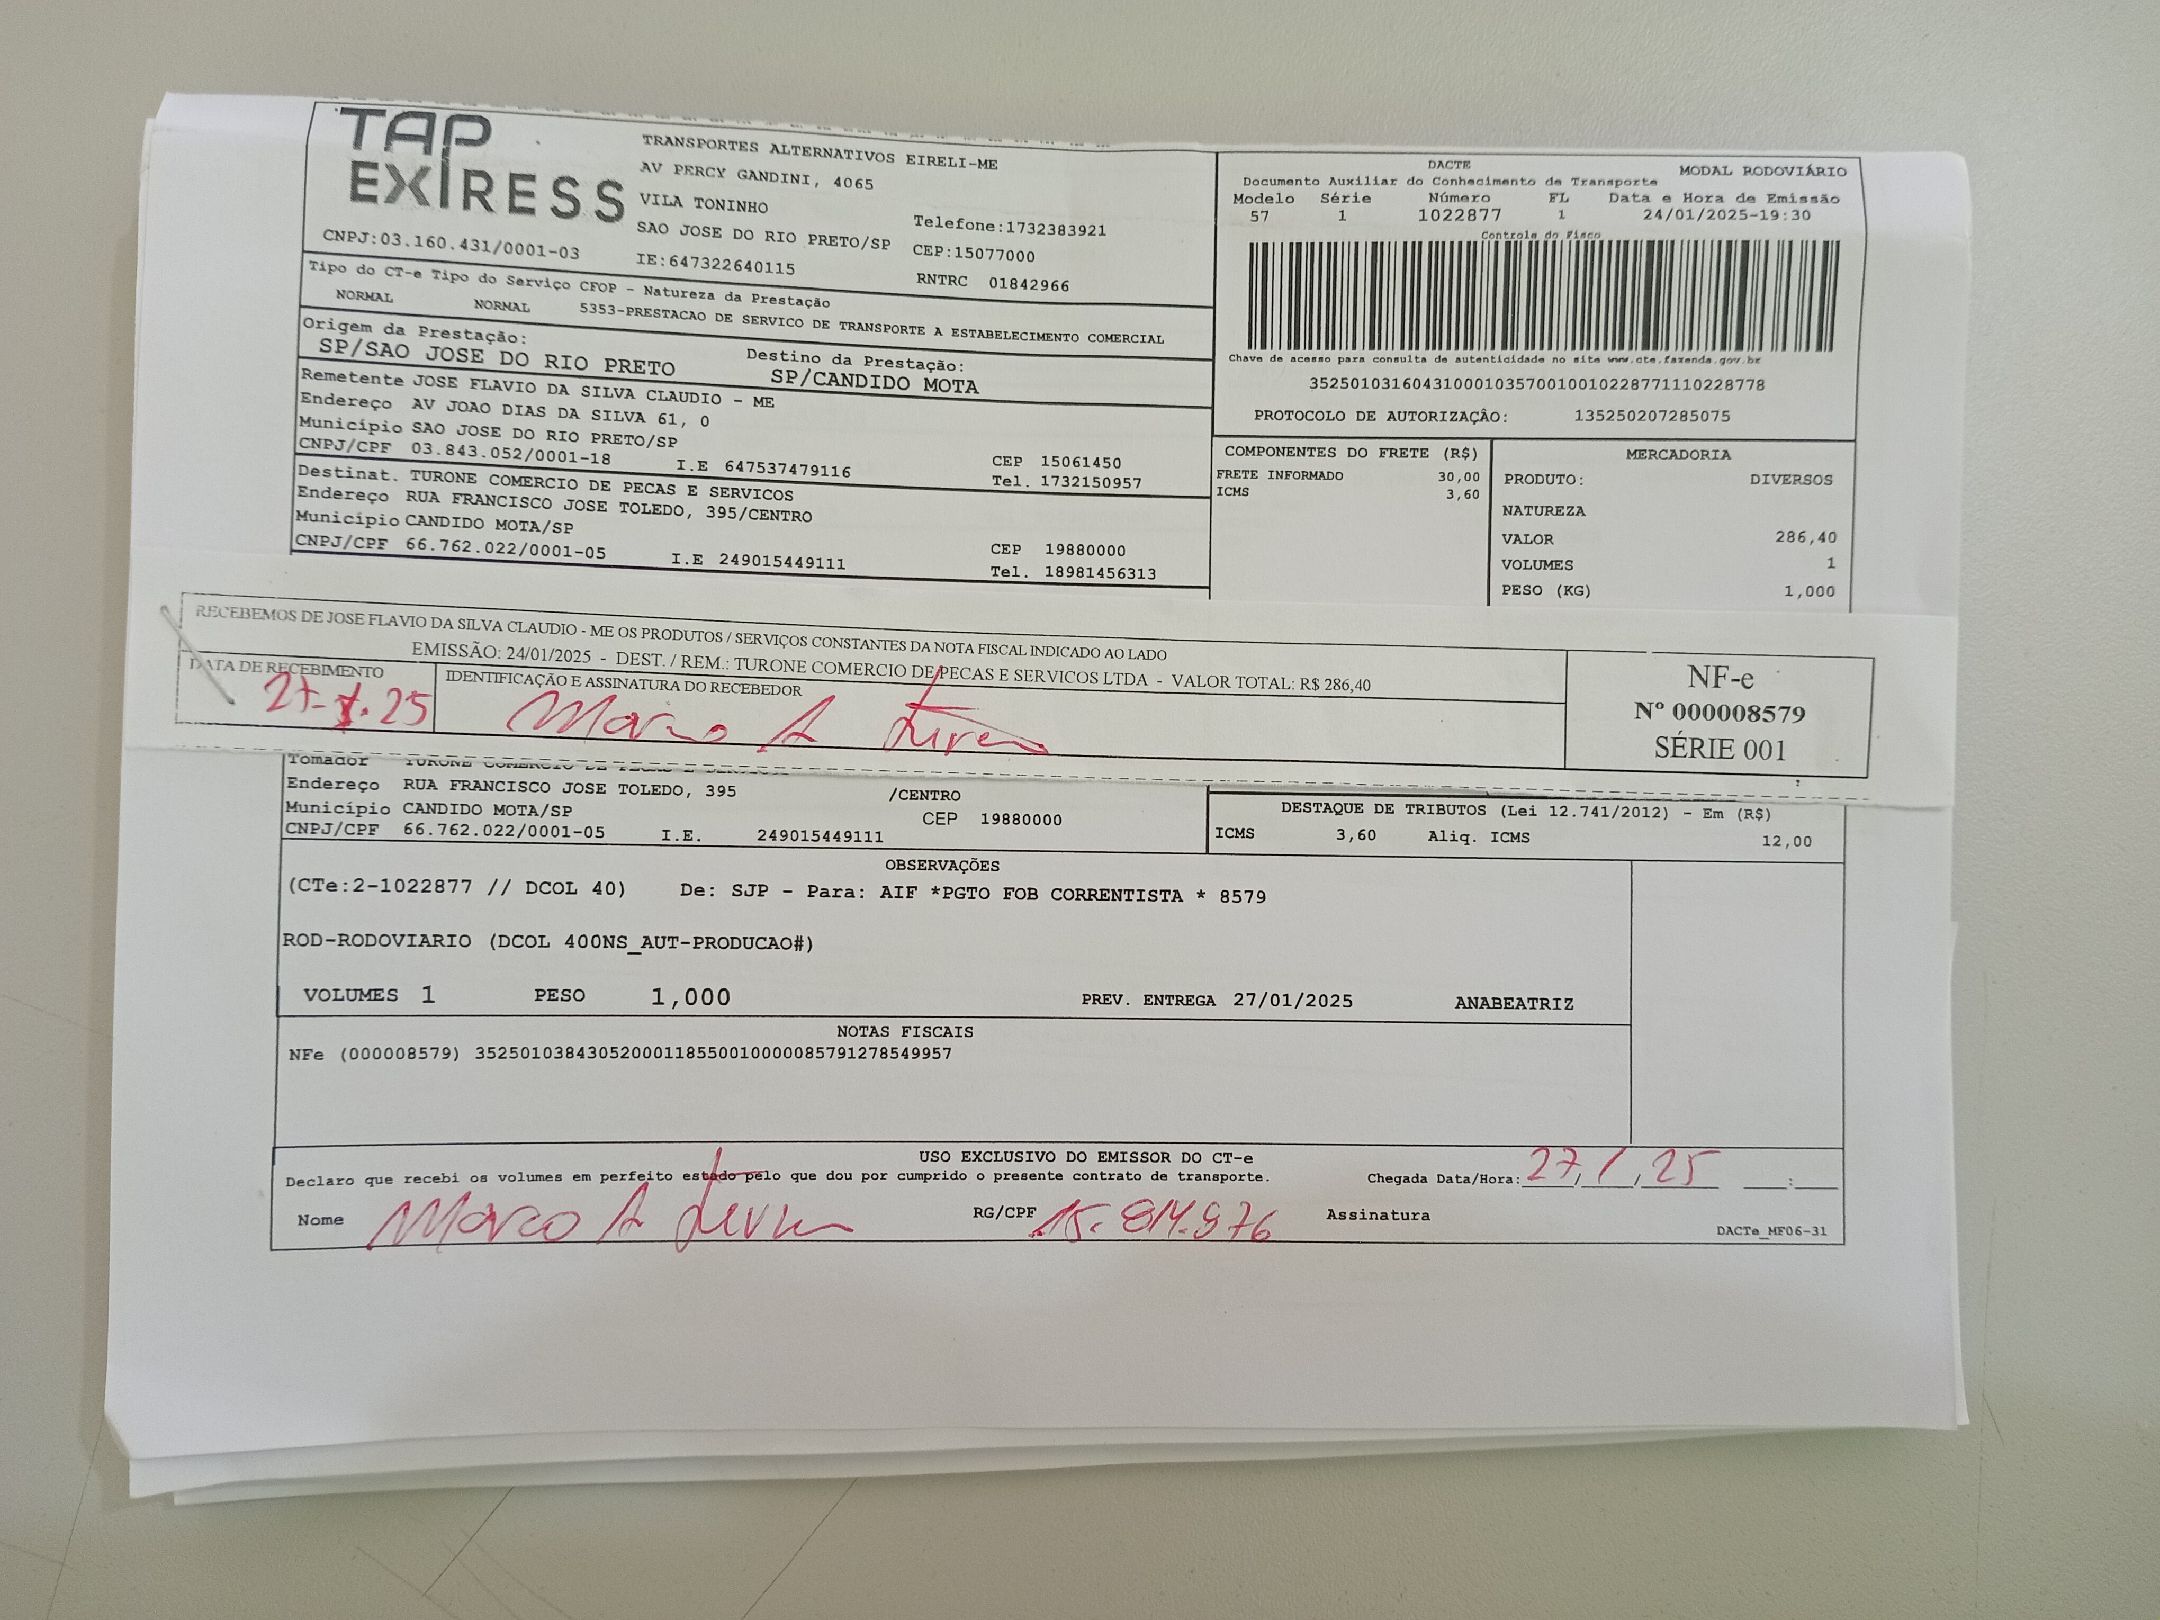 TAP
EXPRESS
TRANSPORTES ALTERNATIVOS EIRELI-ME
AV PERCY GANDINI, 4065
VILA TONINHO
Telefone:1732383921
SAO JOSE DO RIO PRETO/SP CEP:15077000
CNPJ:03.160.431/0001-03 IE:647322640115 RNTRC 01842966
Tipo do CT-e Tipo do Serviço CFOP - Natureza da Prestação
NORMAL NORMAL 5353-PRESTACAO DE SERVICO DE TRANSPORTE A ESTABELECIMENTO COMERCIAL
Origem da Prestação: Destino da Prestação:
SP/SAO JOSE DO RIO PRETO SP/CANDIDO MOTA
Remetente JOSE FLAVIO DA SILVA CLAUDIO - ME
Endereço AV JOAO DIAS DA SILVA 61, 0
Município SAO JOSE DO RIO PRETO/SP CEP 15061450
CNPJ/CPF 03.843.052/0001-18 I.E 647537479116 Tel. 1732150957
Destinat. TURONE COMERCIO DE PECAS E SERVICOS
Endereço RUA FRANCISCO JOSE TOLEDO, 395/CENTRO
Município CANDIDO MOTA/SP CEP 19880000
CNPJ/CPF 66.762.022/0001-05 I.E 249015449111 Tel. 18981456313
DACTE MODAL RODOVIÁRIO
Documento Auxiliar do Conhecimento de Transporte
Modelo Série Número FL Data e Hora de Emissão
57 1 1022877 1 24/01/2025-19:30
Controle do Fisco
Chave de acesso para consulta de autenticidade no site www.cte.fazenda.gov.br
35250103160431000103570010010228771110228778
PROTOCOLO DE AUTORIZAÇÃO: 135250207285075
COMPONENTES DO FRETE (R$)
FRETE INFORMADO 30,00
ICMS 3,60
MERCADORIA
PRODUTO: DIVERSOS
NATUREZA
VALOR 286,40
VOLUMES 1
PESO (KG) 1,000
RECEBEMOS DE JOSE FLAVIO DA SILVA CLAUDIO - ME OS PRODUTOS / SERVIÇOS CONSTANTES DA NOTA FISCAL INDICADO AO LADO
EMISSÃO: 24/01/2025 - DEST. / REM.: TURONE COMERCIO DE PECAS E SERVICOS LTDA - VALOR TOTAL: R$ 286,40
DATA DE RECEBIMENTO IDENTIFICAÇÃO E ASSINATURA DO RECEBEDOR
27-1.25 Marco A
NF-e
Nº 000008579
SÉRIE 001
Tomador TURONE COMERCIO DE PECAS E SERVICOS
Endereço RUA FRANCISCO JOSE TOLEDO, 395 /CENTRO
Município CANDIDO MOTA/SP CEP 19880000
CNPJ/CPF 66.762.022/0001-05 I.E. 249015449111
DESTAQUE DE TRIBUTOS (Lei 12.741/2012) - Em (R$)
ICMS 3,60 Aliq. ICMS 12,00
OBSERVAÇÕES
(CTe:2-1022877 // DCOL 40) De: SJP - Para: AIF *PGTO FOB CORRENTISTA * 8579
ROD-RODOVIARIO (DCOL 400NS_AUT-PRODUCAO#)
VOLUMES 1 PESO 1,000 PREV. ENTREGA 27/01/2025 ANABEATRIZ
NOTAS FISCAIS
NFe (000008579) 35250103843052000118550010000085791278549957
USO EXCLUSIVO DO EMISSOR DO CT-e
Declaro que recebi os volumes em perfeito estado pelo que dou por cumprido o presente contrato de transporte. Chegada Data/Hora: 27/1/25 __:__
Nome Marco A RG/CPF 15.814.976 Assinatura
DACTe_MF06-31